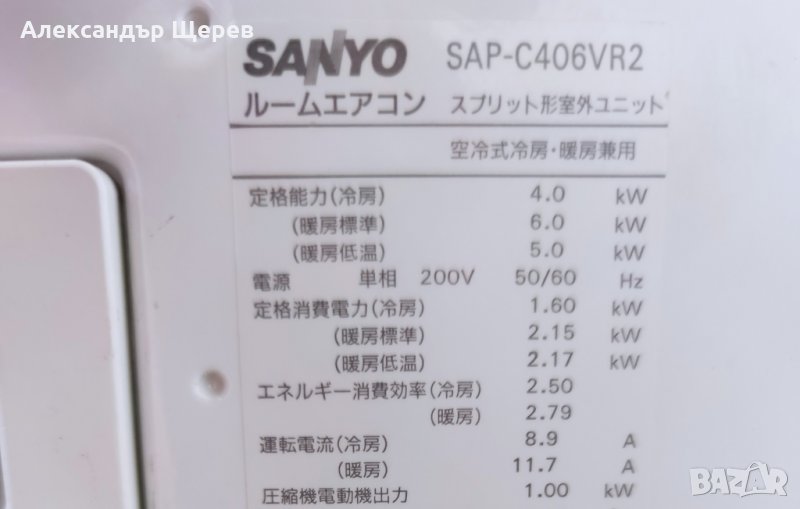 Александър Щерев
SANYO SAP-C406VR2
ルームエアコン スプリット形室外ユニット
空冷式冷房・暖房兼用
定格能力(冷房) 4.0 kW
(暖房標準) 6.0 kW
(暖房低温) 5.0 kW
電源 単相 200V 50/60 Hz
定格消費電力(冷房) 1.60 kW
(暖房標準) 2.15 kW
(暖房低温) 2.17 kW
エネルギー消費効率(冷房) 2.50
(暖房) 2.79
運転電流(冷房) 8.9 A
(暖房) 11.7 A
圧縮機電動機出力 1.00 kW
BAZAR